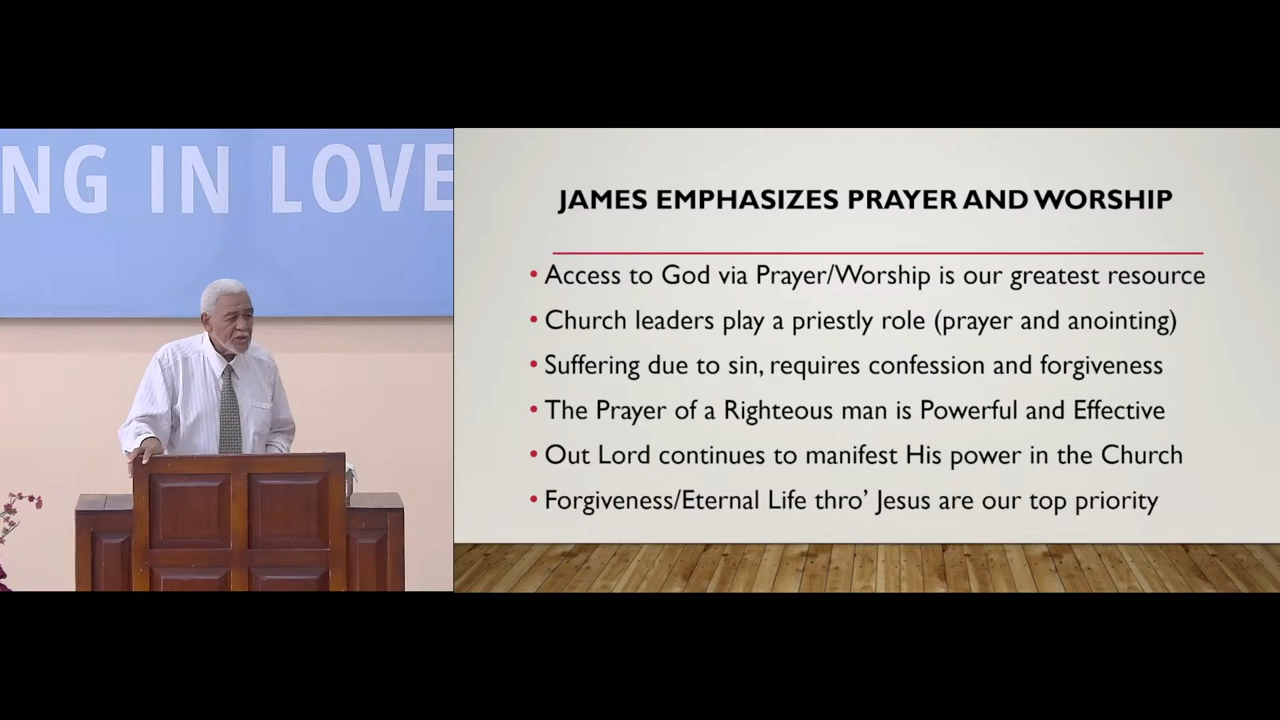 NG IN LOVE
JAMES EMPHASIZES PRAYER AND WORSHIP
• Access to God via Prayer/Worship is our greatest resource
• Church leaders play a priestly role (prayer and anointing)
• Suffering due to sin, requires confession and forgiveness
• The Prayer of a Righteous man is Powerful and Effective
• Out Lord continues to manifest His power in the Church
• Forgiveness/Eternal Life thro’ Jesus are our top priority